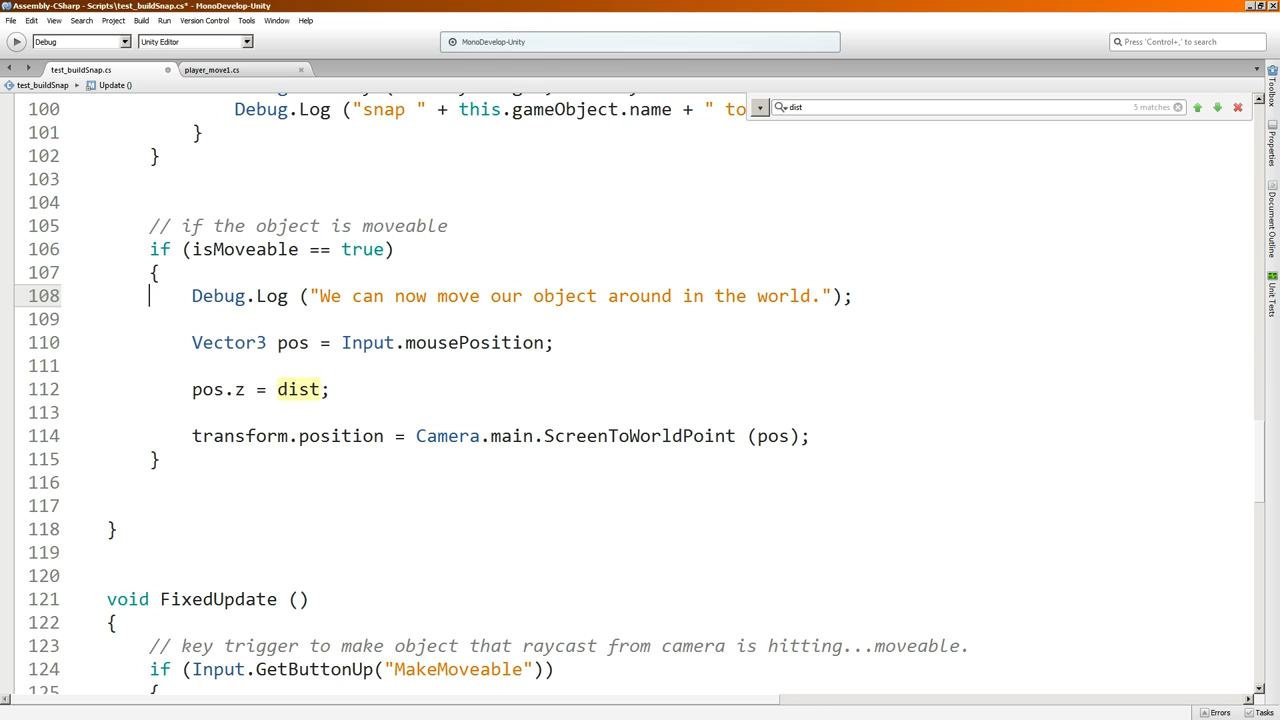 Assembly-CSharp - Scripts\test_buildSnap.cs* - MonoDevelop-Unity
File Edit View Search Project Build Run Version Control Tools Window Help
Debug Unity Editor MonoDevelop-Unity Press 'Control+,' to search
test_buildSnap.cs player_move1.cs
test_buildSnap Update ()
dist 5 matches
100 Debug.Log ("snap " + this.gameObject.name + " to
101 }
102 }
103
104
105 // if the object is moveable
106 if (isMoveable == true)
107 {
108 Debug.Log ("We can now move our object around in the world.");
109
110 Vector3 pos = Input.mousePosition;
111
112 pos.z = dist;
113
114 transform.position = Camera.main.ScreenToWorldPoint (pos);
115 }
116
117
118 }
119
120
121 void FixedUpdate ()
122 {
123 // key trigger to make object that raycast from camera is hitting...moveable.
124 if (Input.GetButtonUp("MakeMoveable"))
125 {
Toolbox
Properties
Document Outline
Unit Tests
Errors Tasks